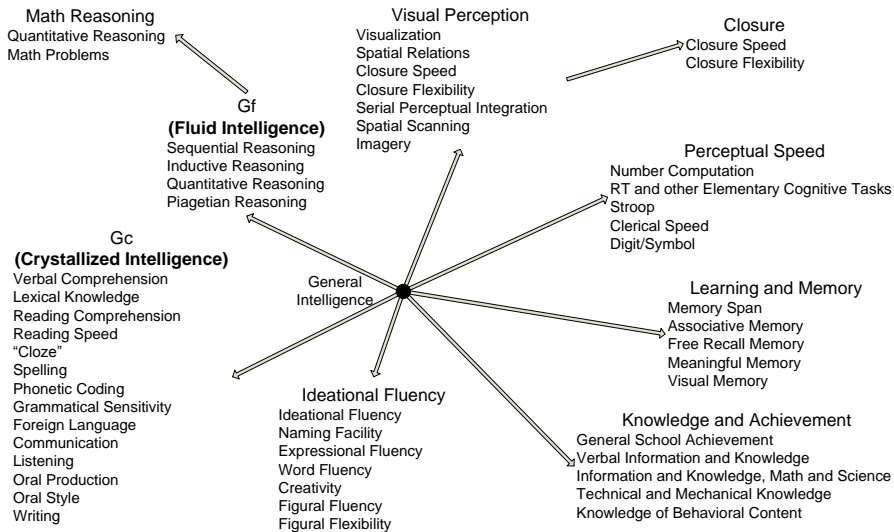 Math Reasoning
Quantitative Reasoning
Math Problems
Visual Perception
Visualization
Spatial Relations
Closure Speed
Closure Flexibility
Serial Perceptual Integration
Spatial Scanning
Imagery
Closure
Closure Speed
Closure Flexibility
Gf
(Fluid Intelligence)
Sequential Reasoning
Inductive Reasoning
Quantitative Reasoning
Piagetian Reasoning
Perceptual Speed
Number Computation
RT and other Elementary Cognitive Tasks
Stroop
Clerical Speed
Digit/Symbol
Gc
(Crystallized Intelligence)
Verbal Comprehension
Lexical Knowledge
Reading Comprehension
Reading Speed
“Cloze”
Spelling
Phonetic Coding
Grammatical Sensitivity
Foreign Language
Communication
Listening
Oral Production
Oral Style
Writing
General
Intelligence
Learning and Memory
Memory Span
Associative Memory
Free Recall Memory
Meaningful Memory
Visual Memory
Ideational Fluency
Ideational Fluency
Naming Facility
Expressional Fluency
Word Fluency
Creativity
Figural Fluency
Figural Flexibility
Knowledge and Achievement
General School Achievement
Verbal Information and Knowledge
Information and Knowledge, Math and Science
Technical and Mechanical Knowledge
Knowledge of Behavioral Content